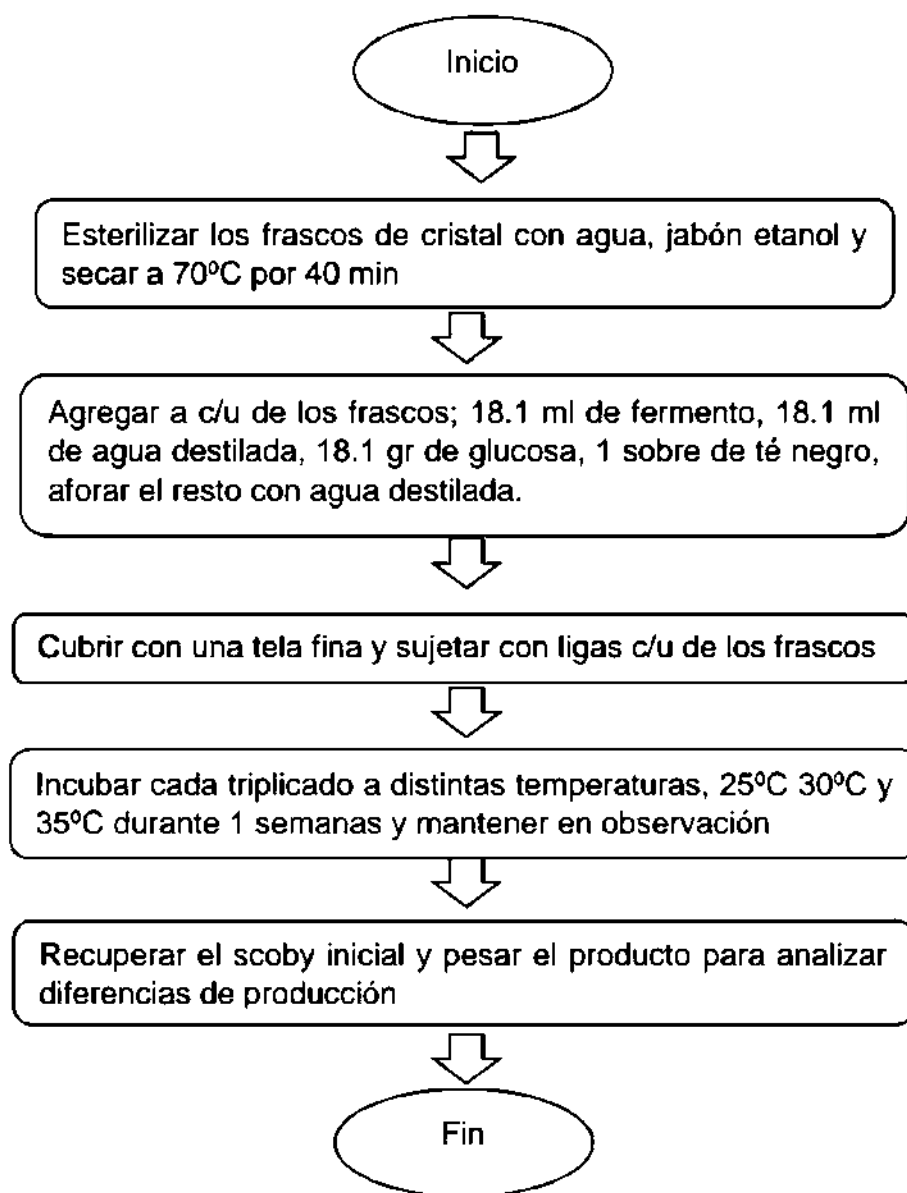 Inicio
Esterilizar los frascos de cristal con agua, jabón etanol y
secar a 70ºC por 40 min
Agregar a c/u de los frascos; 18.1 ml de fermento, 18.1 ml
de agua destilada, 18.1 gr de glucosa, 1 sobre de té negro,
aforar el resto con agua destilada.
Cubrir con una tela fina y sujetar con ligas c/u de los frascos
Incubar cada triplicado a distintas temperaturas, 25ºC 30ºC y
35ºC durante 1 semanas y mantener en observación
Recuperar el scoby inicial y pesar el producto para analizar
diferencias de producción
Fin